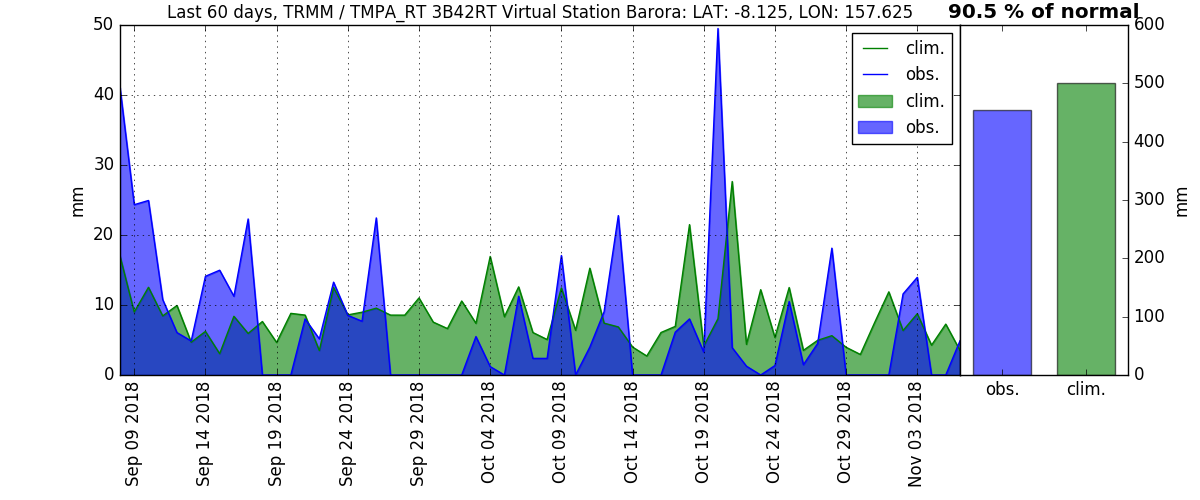 Last 60 days, TRMM / TMPA_RT 3B42RT Virtual Station Barora: LAT: -8.125, LON: 157.625
90.5 % of normal
50
40
30
20
10
0
mm
clim.
obs.
clim.
obs.
600
500
400
300
200
100
0
mm
Sep 09 2018
Sep 14 2018
Sep 19 2018
Sep 24 2018
Sep 29 2018
Oct 04 2018
Oct 09 2018
Oct 14 2018
Oct 19 2018
Oct 24 2018
Oct 29 2018
Nov 03 2018
obs.
clim.